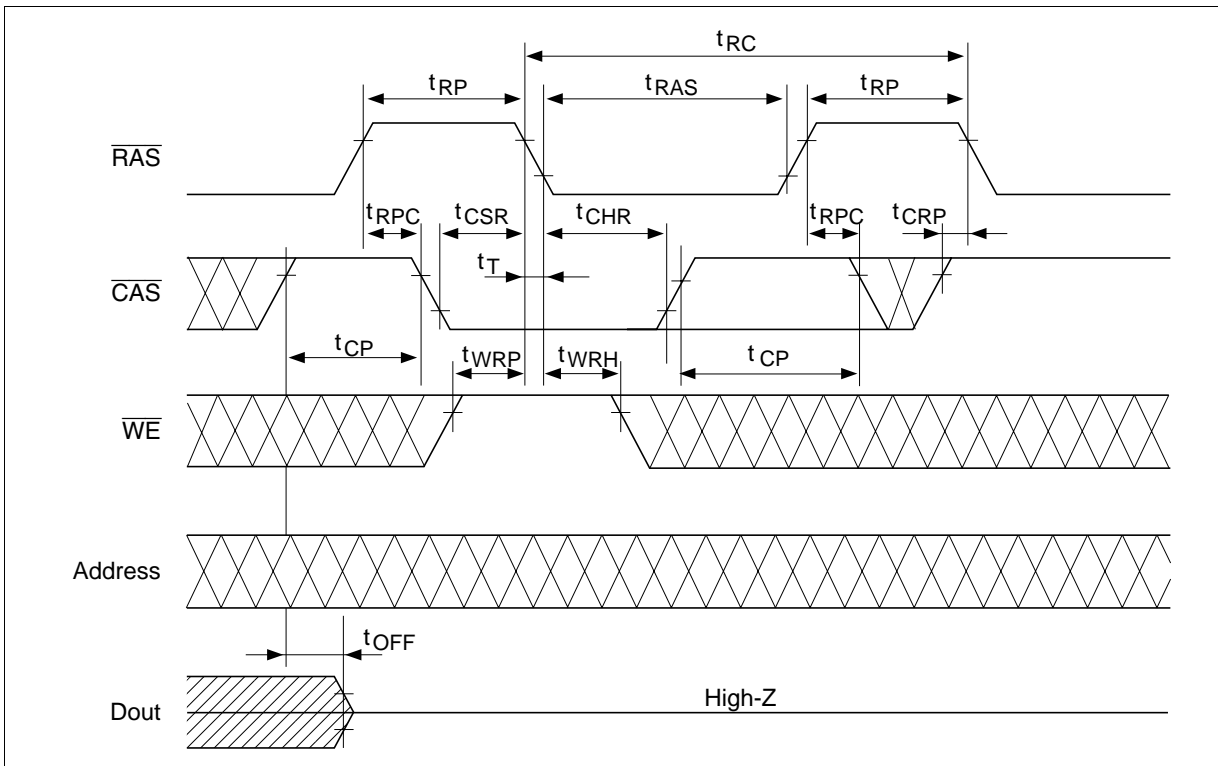 tRC
tRP
tRAS
tRP
RAS
tRPC
tCSR
tCHR
tRPC
tCRP
tT
CAS
tCP
tWRP
tWRH
tCP
WE
Address
tOFF
High-Z
Dout